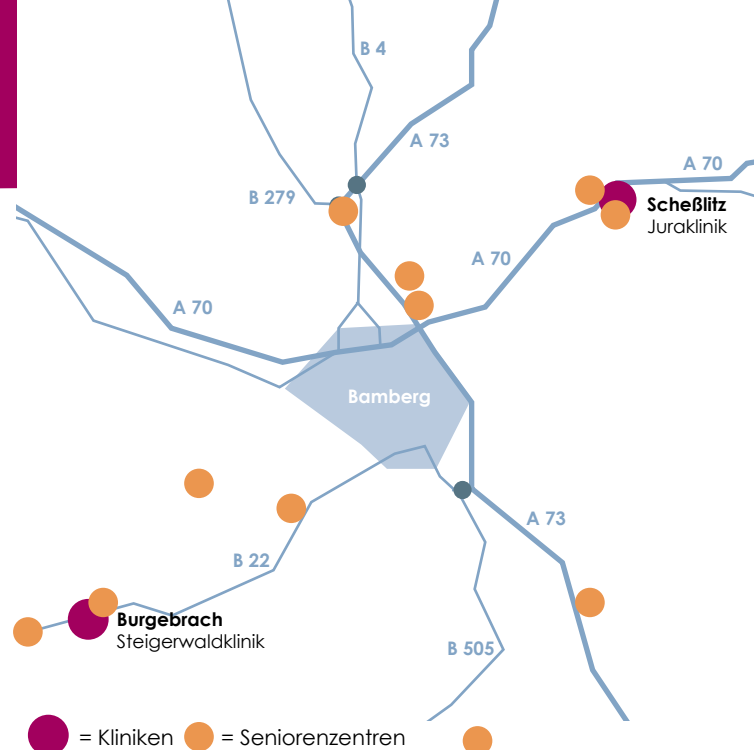 B 4
A 73
A 70
B 279
Scheßlitz
Juraklinik
A 70
A 70
Bamberg
A 73
B 22
Burgebrach
Steigerwaldklinik
B 505
= Kliniken = Seniorenzentren